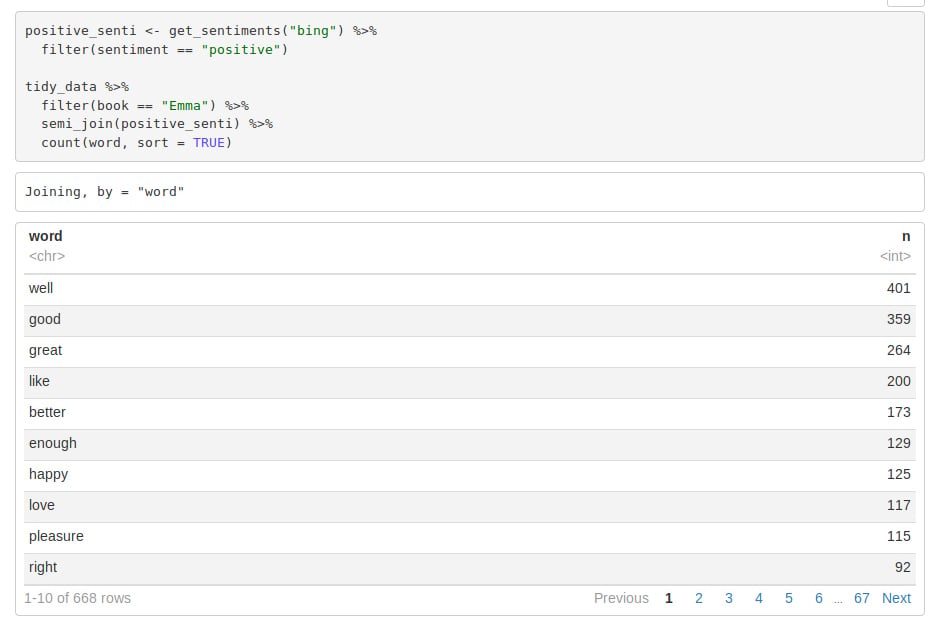 positive_senti <- get_sentiments("bing") %>%
  filter(sentiment == "positive")

tidy_data %>%
  filter(book == "Emma") %>%
  semi_join(positive_senti) %>%
  count(word, sort = TRUE)
Joining, by = "word"
word n
<chr> <int>
well 401
good 359
great 264
like 200
better 173
enough 129
happy 125
love 117
pleasure 115
right 92
1-10 of 668 rows Previous 1 2 3 4 5 6 ... 67 Next